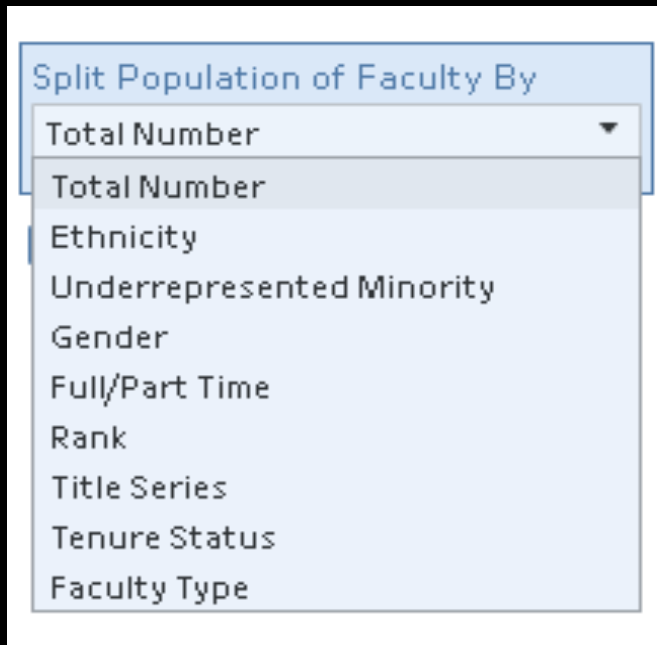 Split Population of Faculty By
Total Number
Total Number
Ethnicity
Underrepresented Minority
Gender
Full/Part Time
Rank
Title Series
Tenure Status
Faculty Type